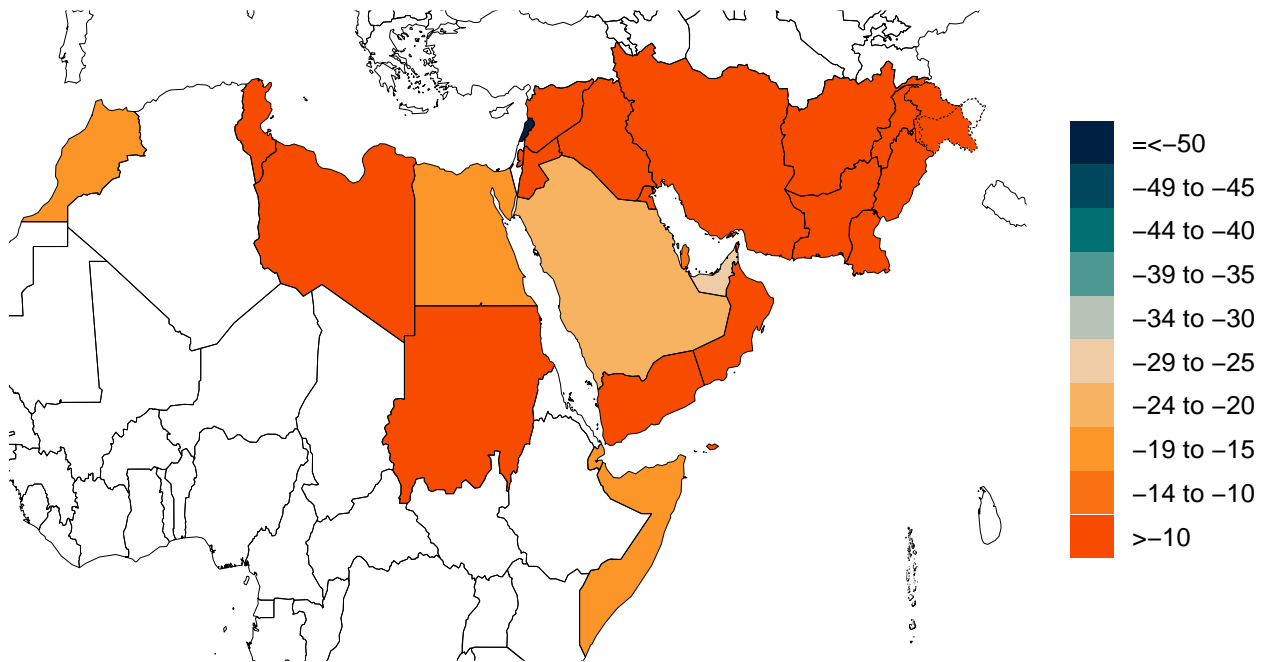 =<−50
−49 to −45
−44 to −40
−39 to −35
−34 to −30
−29 to −25
−24 to −20
−19 to −15
−14 to −10
>−10